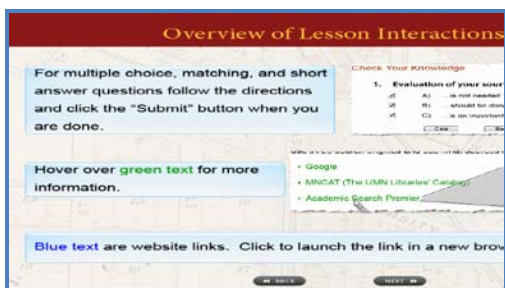 Overview of Lesson Interactions
For multiple choice, matching, and short
answer questions follow the directions
and click the "Submit" button when you
are done.
Check Your Knowledge
1. Evaluation of your sour
A) ...is not needed
B) ...should be don
C) ...is an important
Hover over green text for more
information.
• Google
• MNCAT (The UMN Libraries' Catalog)
• Academic Search Premier
Blue text are website links. Click to launch the link in a new brow
BACK
NEXT